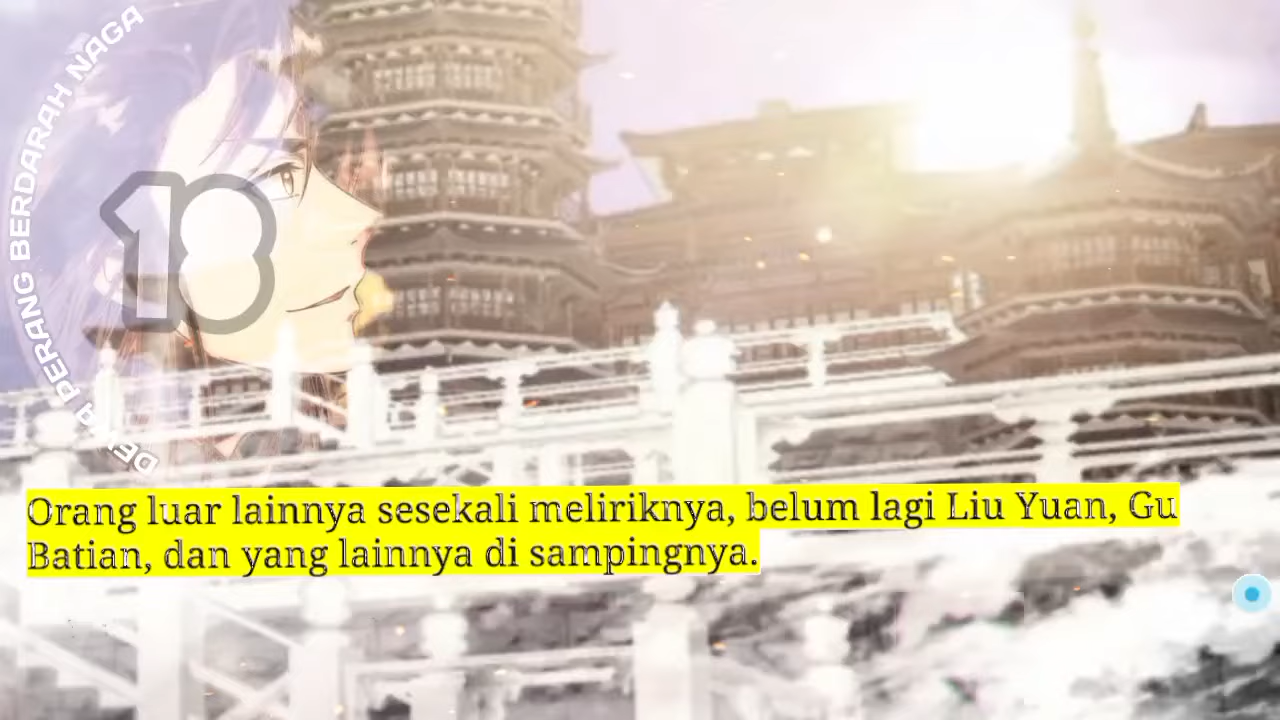 DEWA PERANG BERDARAH NAGA
18
Orang luar lainnya sesekali meliriknya, belum lagi Liu Yuan, Gu
Batian, dan yang lainnya di sampingnya.